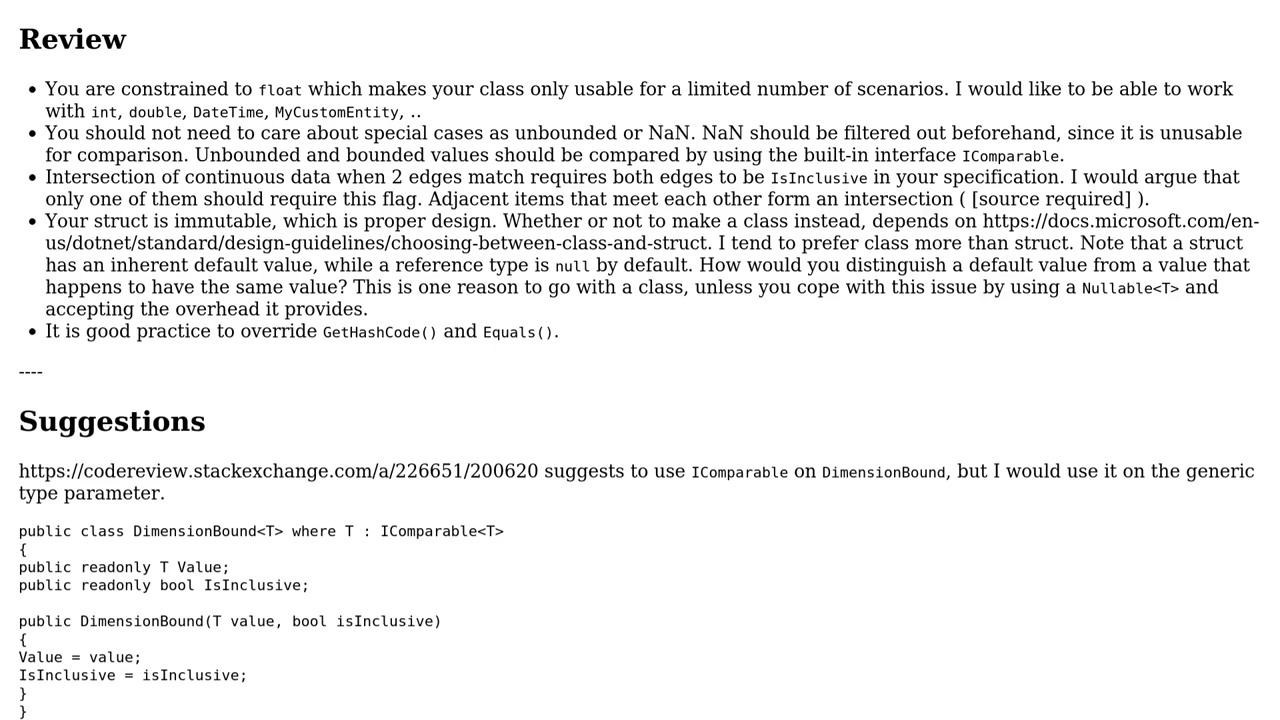 Review
• You are constrained to float which makes your class only usable for a limited number of scenarios. I would like to be able to work
with int, double, DateTime, MyCustomEntity, ..
• You should not need to care about special cases as unbounded or NaN. NaN should be filtered out beforehand, since it is unusable
for comparison. Unbounded and bounded values should be compared by using the built-in interface IComparable.
• Intersection of continuous data when 2 edges match requires both edges to be IsInclusive in your specification. I would argue that
only one of them should require this flag. Adjacent items that meet each other form an intersection ( [source required] ).
• Your struct is immutable, which is proper design. Whether or not to make a class instead, depends on https://docs.microsoft.com/en-
us/dotnet/standard/design-guidelines/choosing-between-class-and-struct. I tend to prefer class more than struct. Note that a struct
has an inherent default value, while a reference type is null by default. How would you distinguish a default value from a value that
happens to have the same value? This is one reason to go with a class, unless you cope with this issue by using a Nullable<T> and
accepting the overhead it provides.
• It is good practice to override GetHashCode() and Equals().
----
Suggestions
https://codereview.stackexchange.com/a/226651/200620 suggests to use IComparable on DimensionBound, but I would use it on the generic
type parameter.
public class DimensionBound<T> where T : IComparable<T>
{
public readonly T Value;
public readonly bool IsInclusive;
public DimensionBound(T value, bool isInclusive)
{
Value = value;
IsInclusive = isInclusive;
}
}